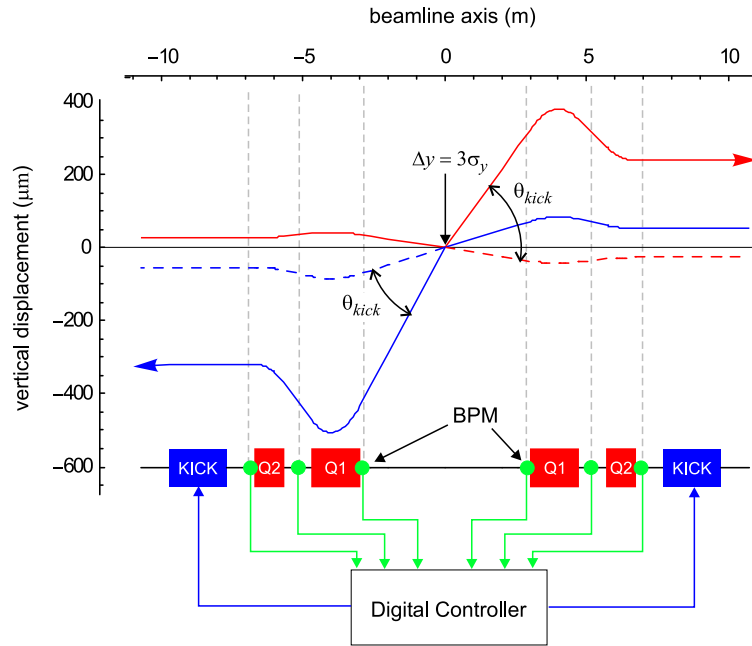 beamline axis (m)
−10 −5 0 5 10
vertical displacement (μm)
400
200
0
−200
−400
−600
Δy = 3σy
θkick
θkick
BPM
KICK Q2 Q1 Q1 Q2 KICK
Digital Controller